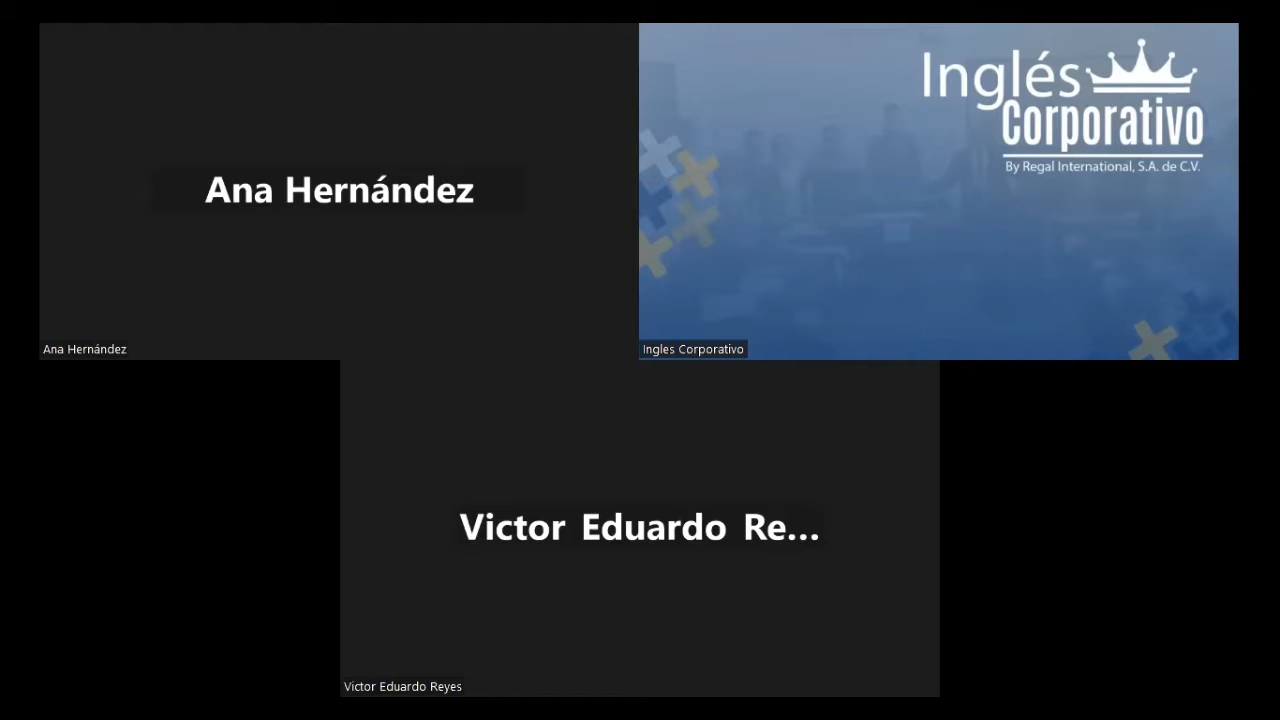 Ana Hernández
Ana Hernández
Inglés
Corporativo
By Regal International, S.A. de C.V.
Ingles Corporativo
Victor Eduardo Re...
Victor Eduardo Reyes